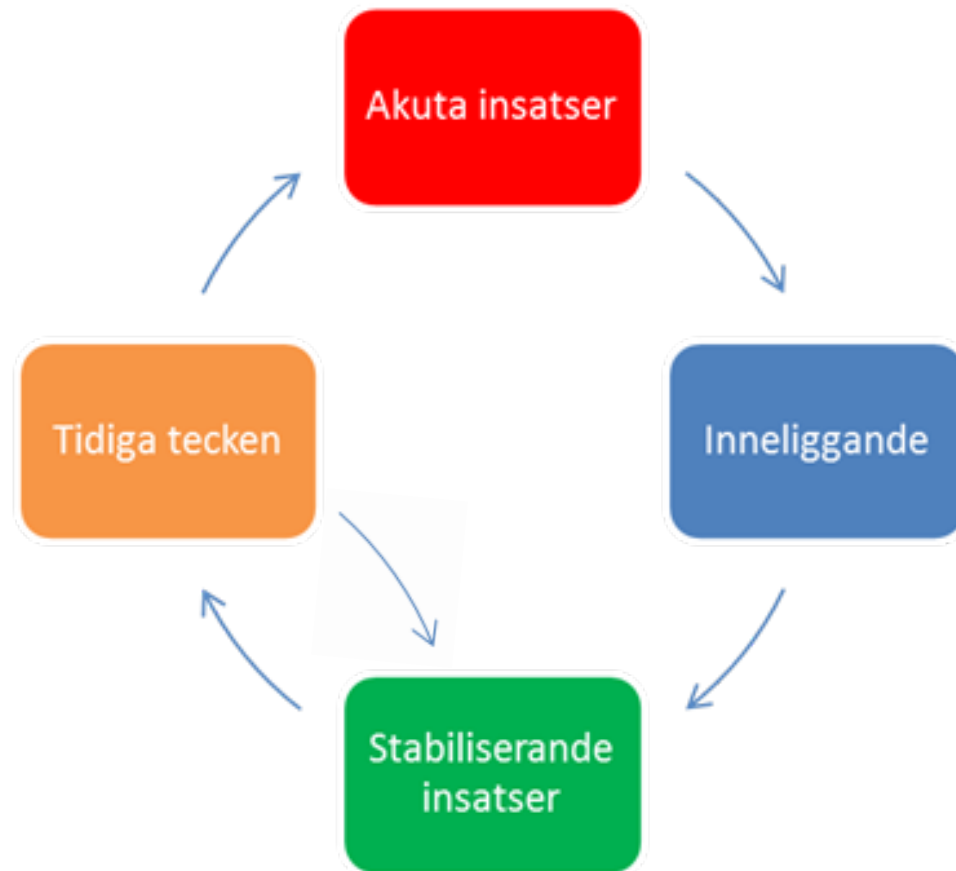 Akuta insatser
Tidiga tecken
Inneliggande
Stabiliserande
insatser